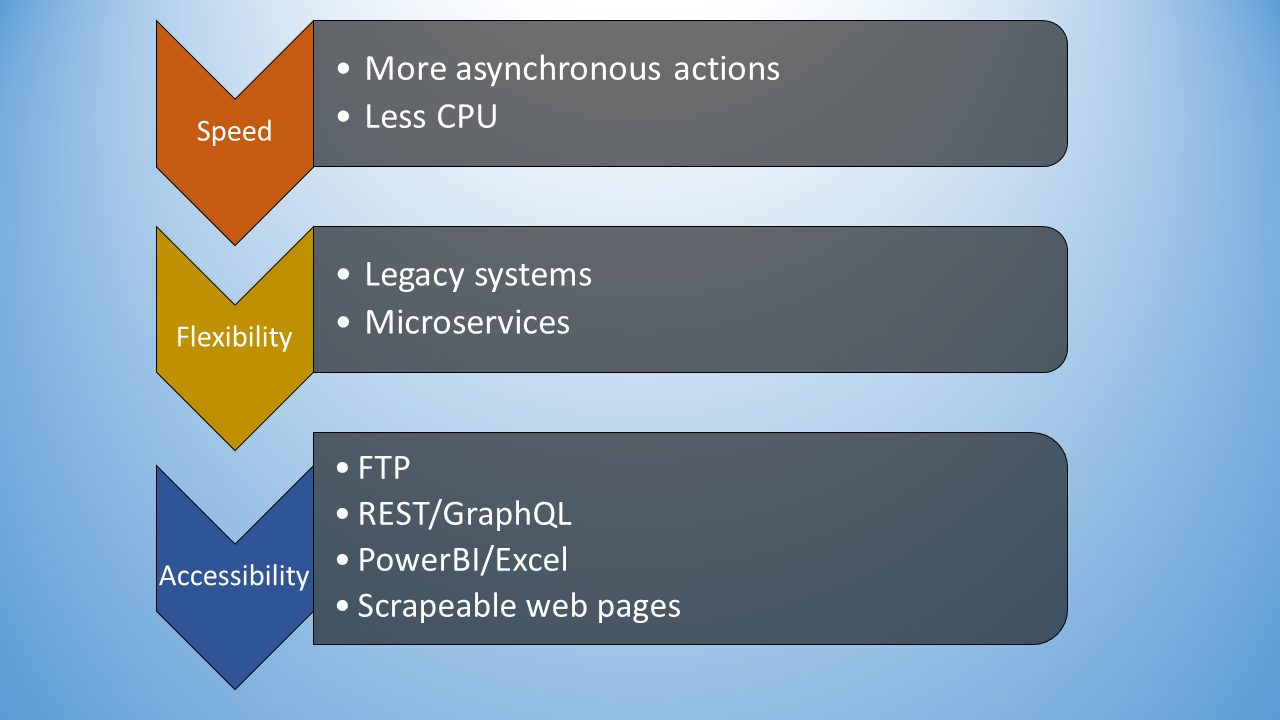 Speed
• More asynchronous actions
• Less CPU
Flexibility
• Legacy systems
• Microservices
Accessibility
• FTP
• REST/GraphQL
• PowerBI/Excel
• Scrapeable web pages